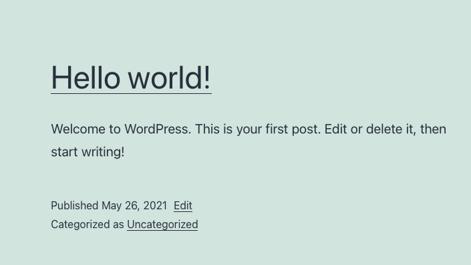 Hello world!
Welcome to WordPress. This is your first post. Edit or delete it, then
start writing!
Published May 26, 2021 Edit
Categorized as Uncategorized